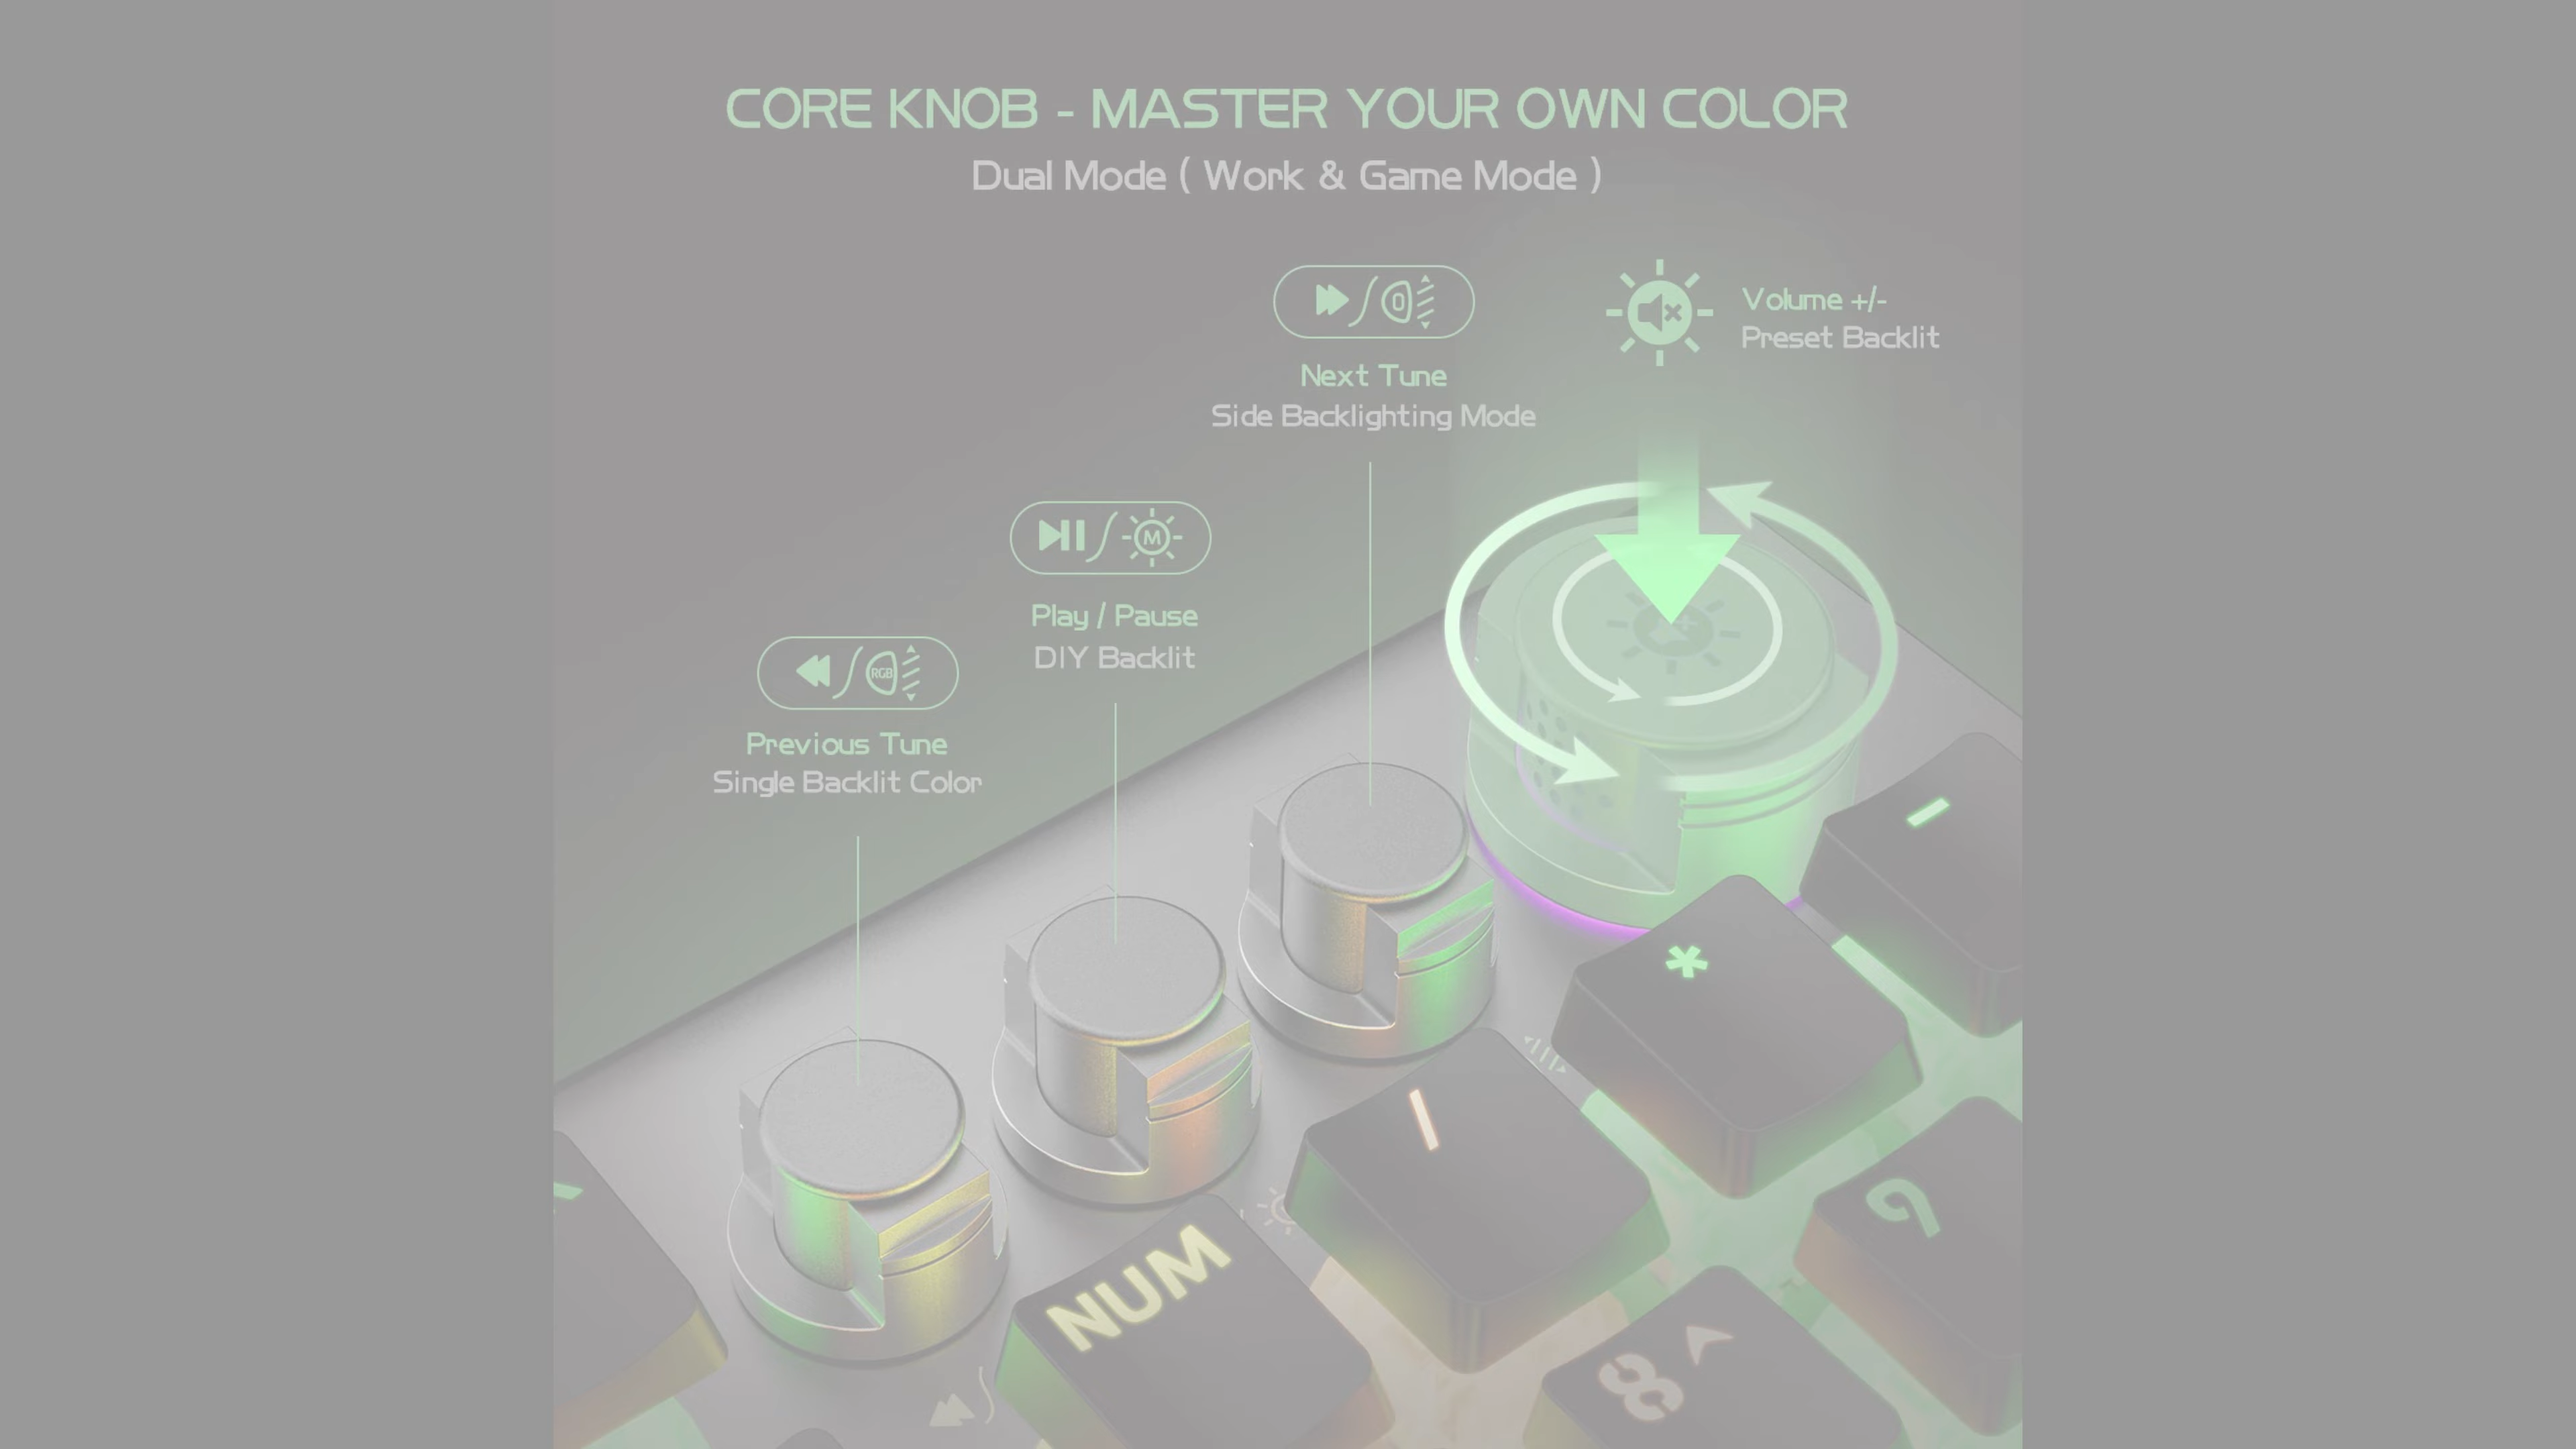 CORE KNOB - MASTER YOUR OWN COLOR
Dual Mode ( Work & Game Mode )
Volume +/-
Preset Backlit
0
Next Tune
Side Backlighting Mode
M
Play / Pause
DIY Backlit
RGB
Previous Tune
Single Backlit Color
-
*
/
NUM
9
8